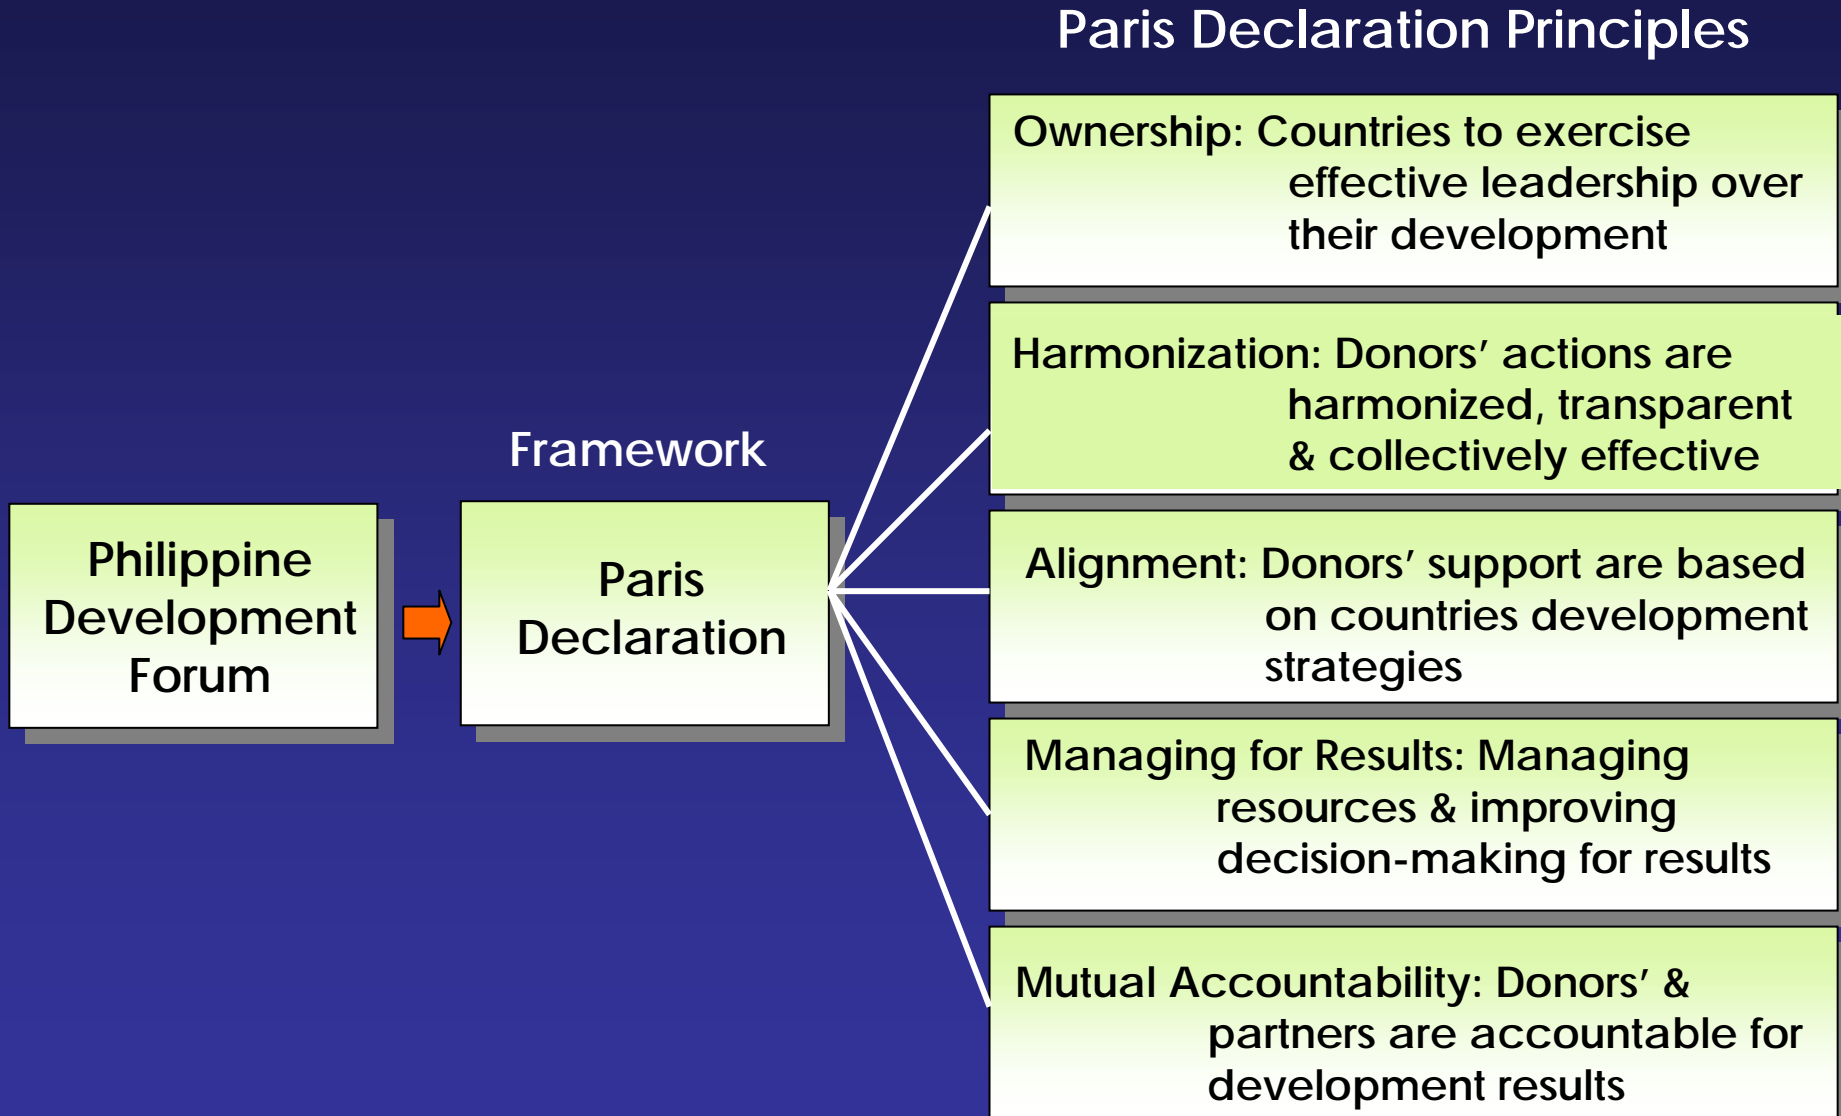 Paris Declaration Principles
Ownership: Countries to exercise
effective leadership over
their development
Harmonization: Donors’ actions are
harmonized, transparent
& collectively effective
Framework
Philippine
Development
Forum
Paris
Declaration
Alignment: Donors’ support are based
on countries development
strategies
Managing for Results: Managing
resources & improving
decision-making for results
Mutual Accountability: Donors’ &
partners are accountable for
development results